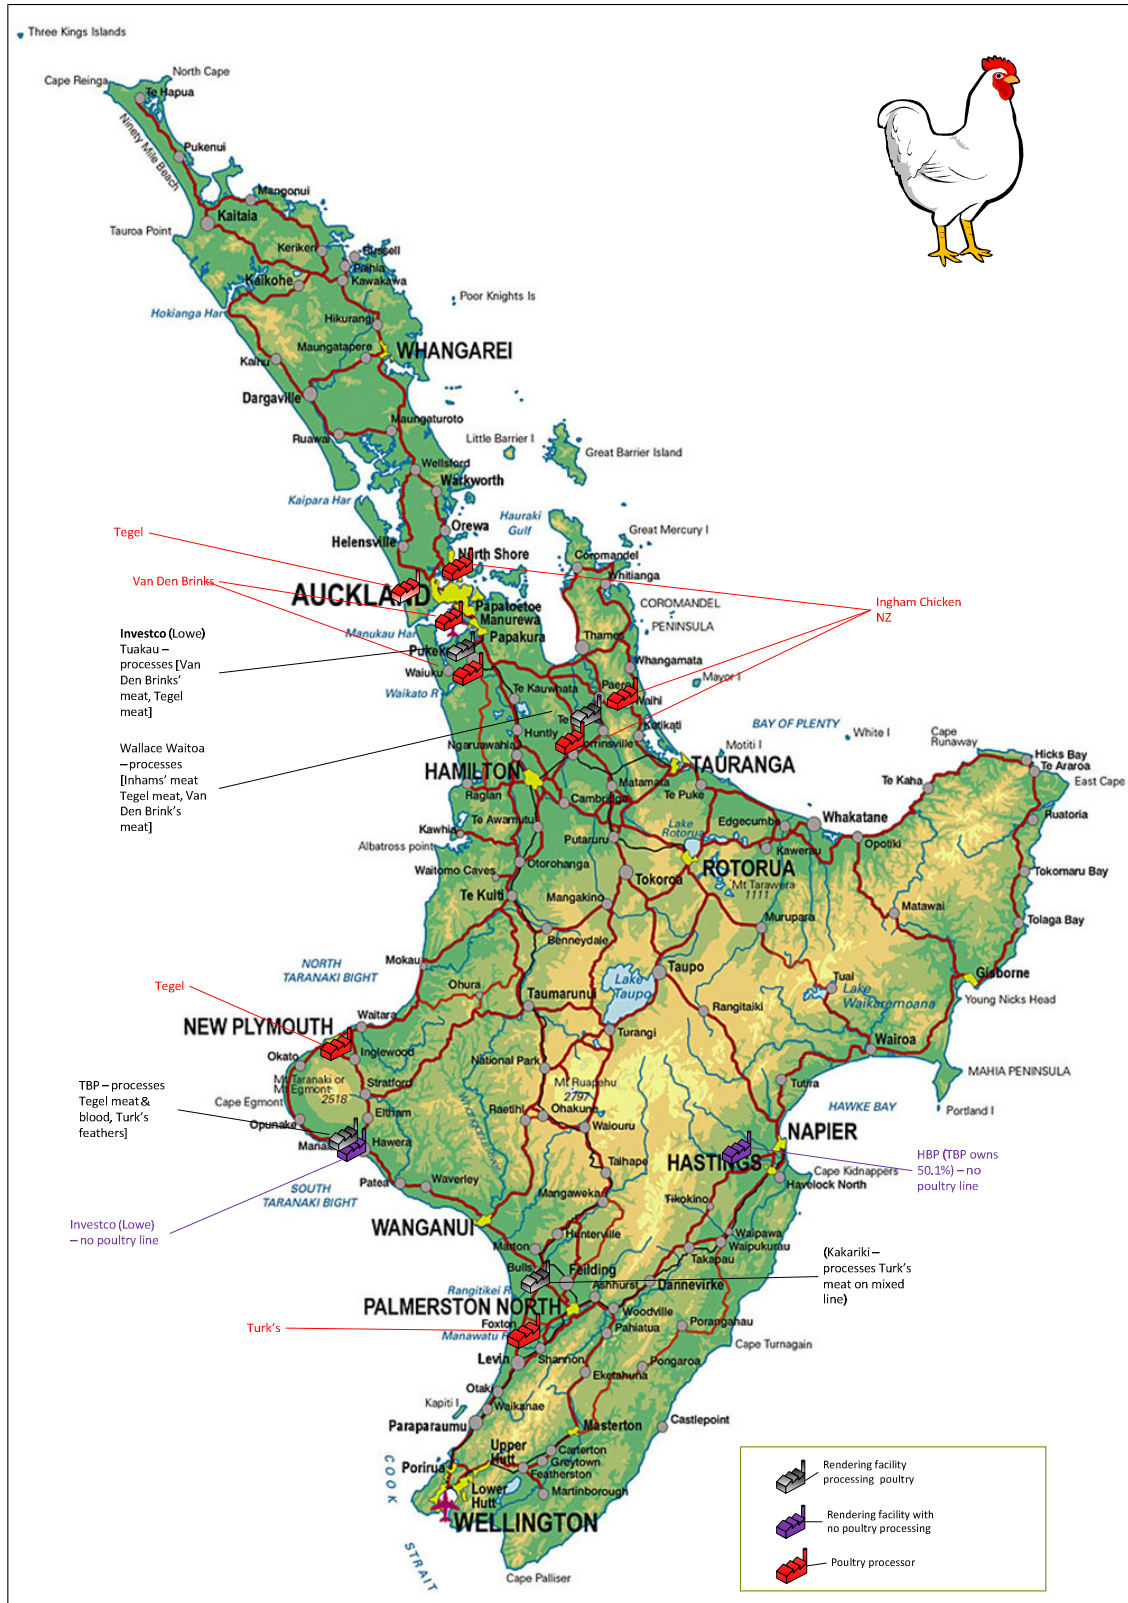 Three Kings Islands
North Cape
Cape Reinga
Te Hapua
Ninety Mile Beach
Pukenui
Mangonui
Kaitaia
Tauroa Point
Kerikeri
Russell
Paihia
Kaikohe
Kawakawa
Poor Knights Is
Hokianga Har
Hikurangi
Maungatapere
WHANGAREI
Kaihu
Dargaville
Maungaturoto
Ruawai
Little Barrier I
Great Barrier Island
Wellsford
Warkworth
Kaipara Har
Hauraki
Gulf
Orewa
Great Mercury I
Tegel
Helensville
North Shore
Coromandel
Whitianga
Van Den Brinks
AUCKLAND
Ingham Chicken
NZ
COROMANDEL
PENINSULA
Papatoetoe
Manurewa
Papakura
Manukau Har
Investco (Lowe)
Tuakau –
processes [Van
Den Brinks'
meat, Tegel
meat]
Thames
Waiuku
Whangamata
Mayor I
Waikato R
Te Kauwhata
Waihi
Katikati
BAY OF PLENTY
White I
Cape
Runaway
Huntly
Wallace Waitoa
– processes
[Inhams' meat
Tegel meat, Van
Den Brink's
meat]
Ngaruawahia
Morrinsville
Motiti I
TAURANGA
Hicks Bay
Te Araroa
East Cape
HAMILTON
Te Kaha
Raglan
Matamata
Te Puke
Cambridge
Te Awamutu
Lake
Rotorua
Edgecumbe
Whakatane
Ruatoria
Kawhia
Putaruru
Opotiki
Albatross point
Kawerau
Otorohanga
ROTORUA
Waitomo Caves
Tokoroa
Mt Tarawera
1111
Tokomaru Bay
Te Kuiti
Mangakino
Matawai
Murupara
Tolaga Bay
Benneydale
NORTH
TARANAKI BIGHT
Mokau
Taupo
Gisborne
Tegel
Ohura
Lake
Taupo
Tuai
Lake
Waikaremoana
Taumarunui
Young Nicks Head
Rangitaiki
Waitara
NEW PLYMOUTH
Turangi
Wairoa
Inglewood
Okato
National Park
MAHIA PENINSULA
Mt Taranaki or
Mt Egmont
2518
Stratford
Mt Ruapehu
2797
Tutira
TBP – processes
Tegel meat &
blood, Turk's
feathers]
Cape Egmont
Whanganui River
Raetihi
Ohakune
HAWKE BAY
Portland I
Opunake
Eltham
Waiouru
NAPIER
Hawera
Taihape
HASTINGS
HBP (TBP owns
50.1%) – no
poultry line
Cape Kidnappers
Havelock North
SOUTH
TARANAKI BIGHT
Patea
Waverley
Mangaweka
Tikokino
Investco (Lowe)
– no poultry line
WANGANUI
Hunterville
Waipawa
Waipukurau
Marton
Takapau
(Kakariki –
processes Turk's
meat on mixed
line)
Bulls
Feilding
Rangitikei R
Ashhurst
Dannevirke
PALMERSTON NORTH
Woodville
Turk's
Foxton
Pahiatua
Porangahau
Manawatu R
Cape Turnagain
Levin
Shannon
Pongaroa
Eketahuna
Otaki
Kapiti I
Waikanae
Paraparaumu
Castlepoint
Masterton
Upper
Hutt
Carterton
Greytown
Featherston
Porirua
Lower
Hutt
Martinborough
WELLINGTON
COOK
STRAIT
Cape Palliser
Rendering facility
processing poultry
Rendering facility with
no poultry processing
Poultry processor